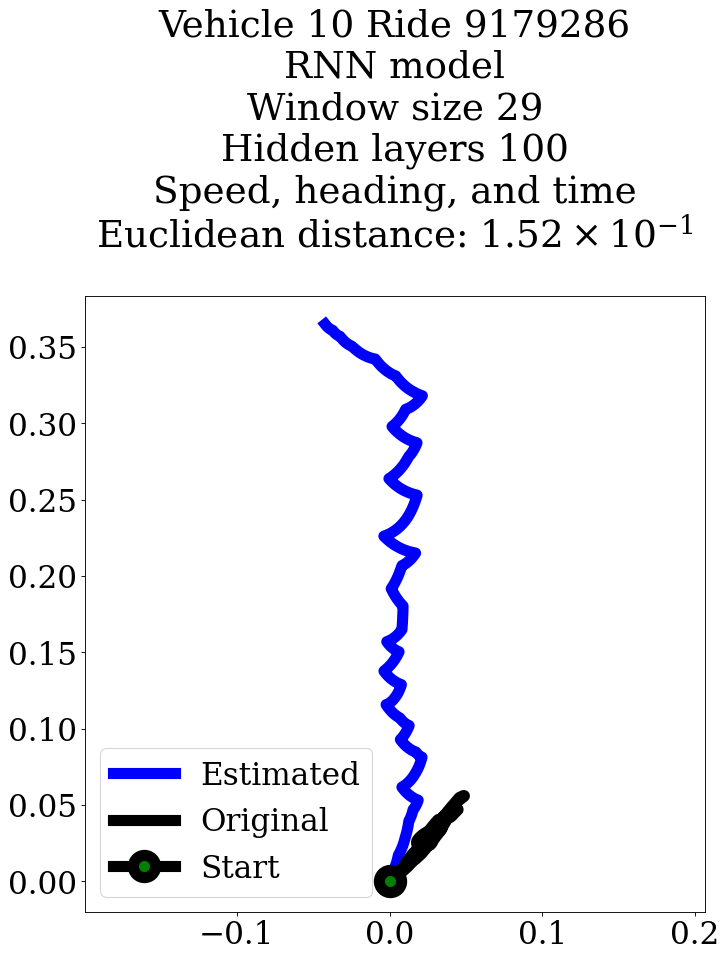 Vehicle 10 Ride 9179286
RNN model
Window size 29
Hidden layers 100
Speed, heading, and time
Euclidean distance: 1.52 × 10⁻¹
0.35
0.30
0.25
0.20
0.15
0.10
0.05
0.00
Estimated
Original
Start
−0.1
0.0
0.1
0.2